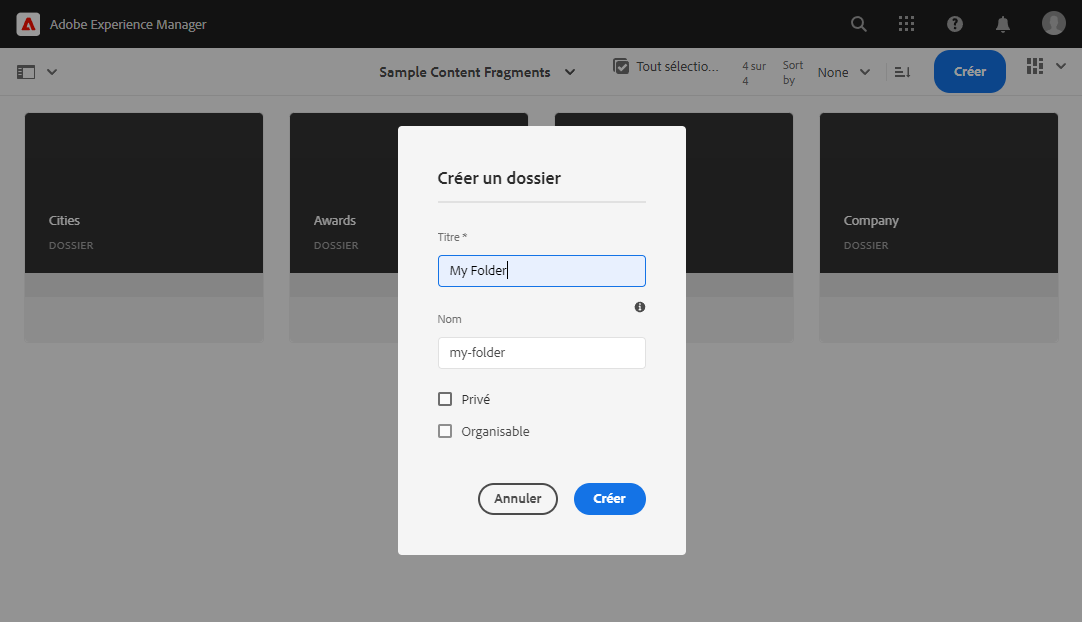 Adobe Experience Manager
Sample Content Fragments
Tout sélectio...
4 sur
4
Sort
by
None
Créer
Cities
DOSSIER
Awards
DOSSIER
Company
DOSSIER
Créer un dossier
Titre *
My Folder
Nom
my-folder
Privé
Organisable
Annuler
Créer